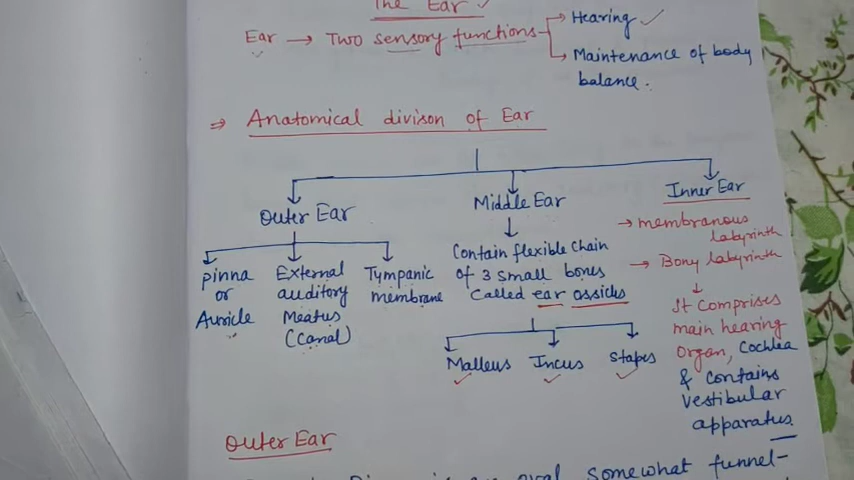 The Ear
Ear → Two sensory functions
Hearing
Maintenance of body
balance.
⇒ Anatomical divison of Ear
Outer Ear
Middle Ear
Inner Ear
pinna
or
Auricle
External
auditory
Meatus
(canal)
Tympanic
membrane
Contain flexible chain
of 3 small bones
called ear ossicles
Malleus
Incus
Stapes
→ membranous
labyrinth
→ Bony labyrinth
It comprises
main hearing
organ, cochlea
& contains
vestibular
apparatus.
Outer Ear
oval somewhat funnel-